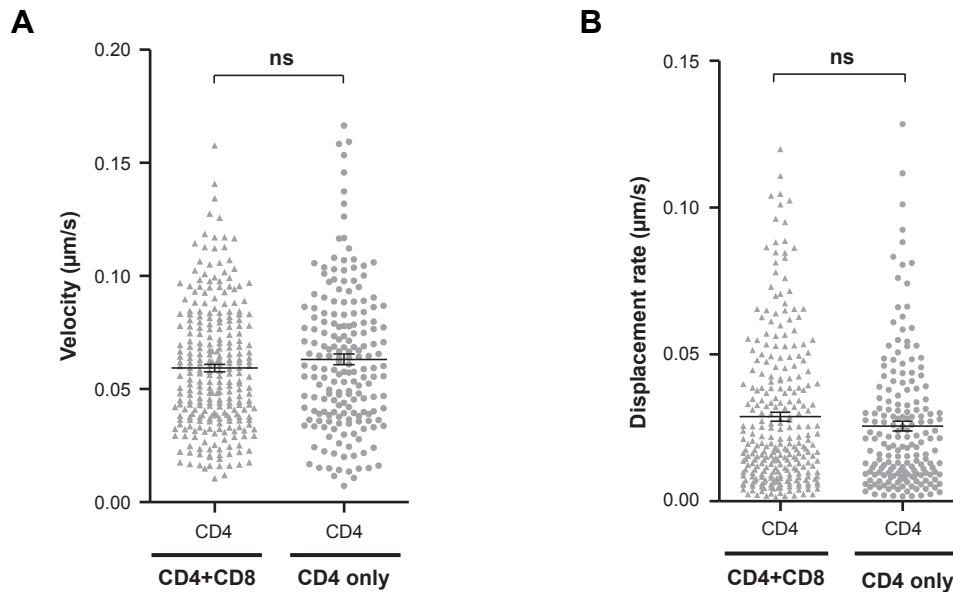 A
Velocity (μm/s)
0.20
0.15
0.10
0.05
0.00
ns
CD4
CD4
CD4+CD8
CD4 only
B
Displacement rate (μm/s)
0.15
0.10
0.05
0.00
ns
CD4
CD4
CD4+CD8
CD4 only